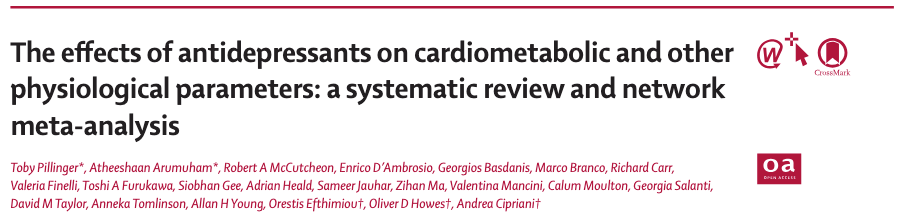 The effects of antidepressants on cardiometabolic and other
physiological parameters: a systematic review and network
meta-analysis
W
CrossMark
Toby Pillinger*, Atheeshaan Arumuham*, Robert A McCutcheon, Enrico D’Ambrosio, Georgios Basdanis, Marco Branco, Richard Carr,
Valeria Finelli, Toshi A Furukawa, Siobhan Gee, Adrian Heald, Sameer Jauhar, Zihan Ma, Valentina Mancini, Calum Moulton, Georgia Salanti,
David M Taylor, Anneka Tomlinson, Allan H Young, Orestis Efthimiou†, Oliver D Howes†, Andrea Cipriani†
oa
OPEN ACCESS